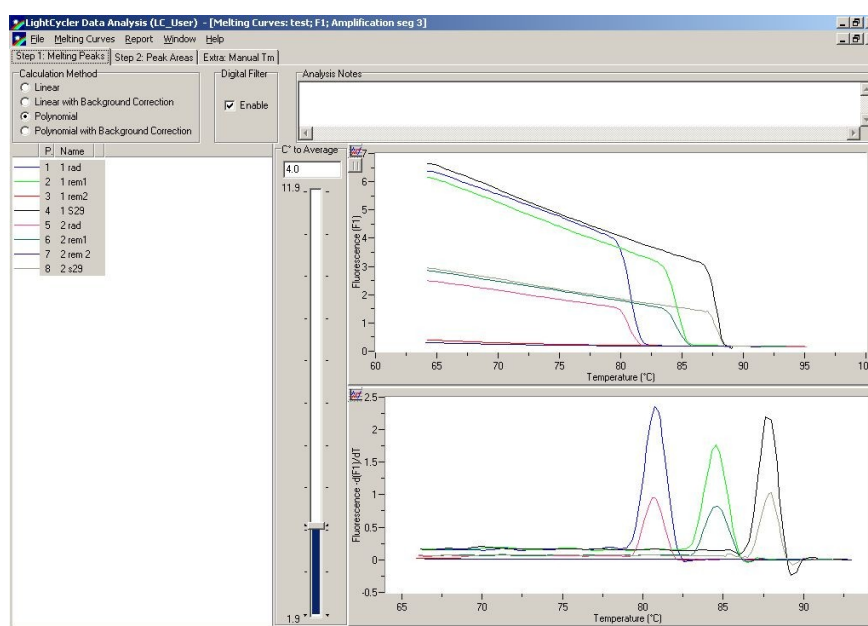 LightCycler Data Analysis (LC_User) - [Melting Curves: test; F1; Amplification seg 3]
File Melting Curves Report Window Help
Step 1: Melting Peaks Step 2: Peak Areas Extra: Manual Tm
Calculation Method
Linear
Linear with Background Correction
Polynomial
Polynomial with Background Correction
Digital Filter
Enable
Analysis Notes
P. Name
1 1 rad
2 1 rem1
3 1 rem2
4 1 S29
5 2 rad
6 2 rem1
7 2 rem 2
8 2 s29
C° to Average
4.0
11.9
1.9
7
6
5
4
3
2
1
0
Fluorescence (F1)
60 65 70 75 80 85 90 95 100
Temperature (°C)
2.5
2
1.5
1
0.5
0
-0.5
Fluorescence -d(F1)/dT
65 70 75 80 85 90
Temperature (°C)